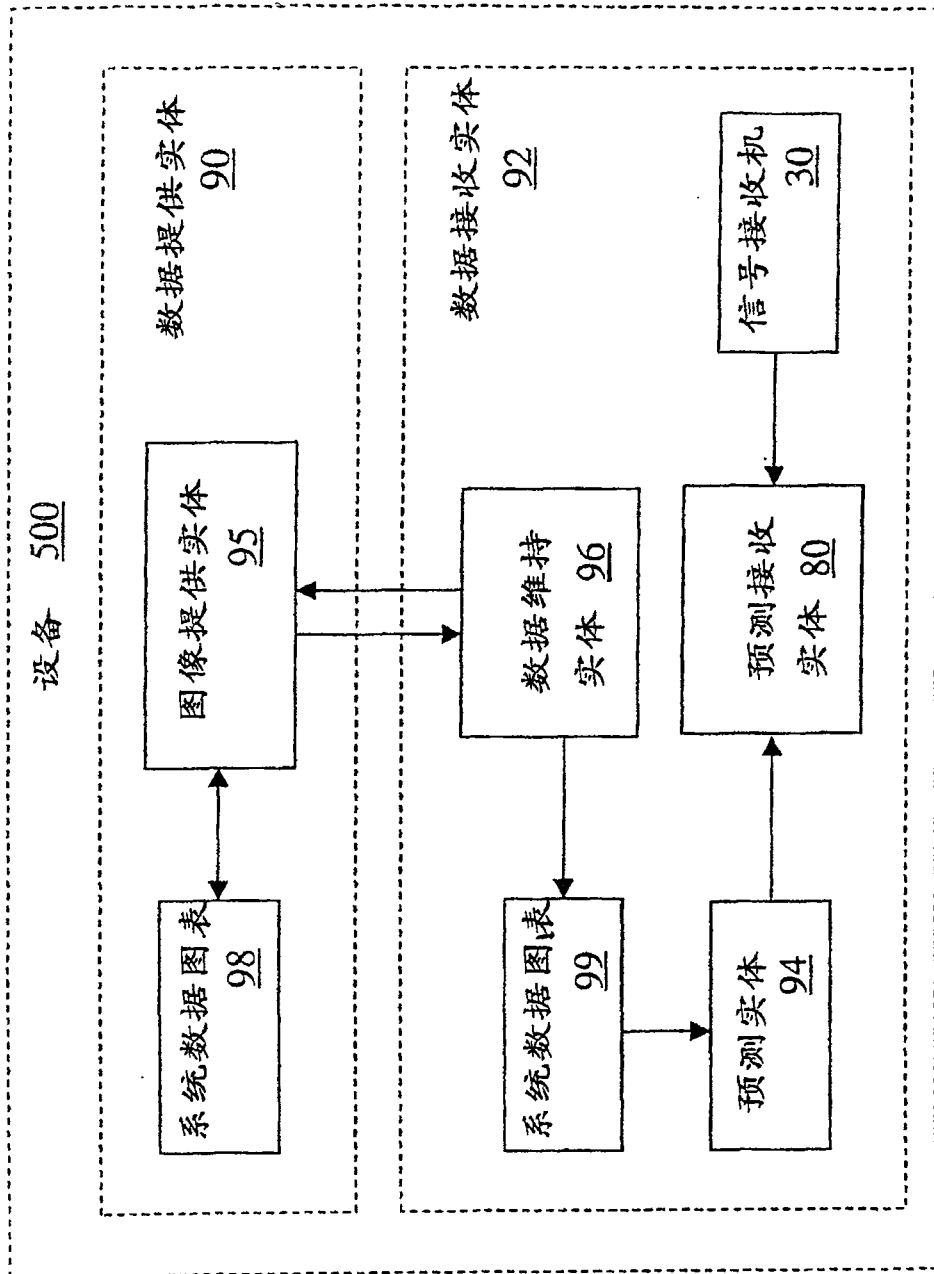 设备 500
数据提供实体
90
系统数据图表
98
图像提供实体
95
数据接收实体
92
系统数据图表
99
数据维持
实体 96
预测实体
94
预测接收
实体 80
信号接收机
30